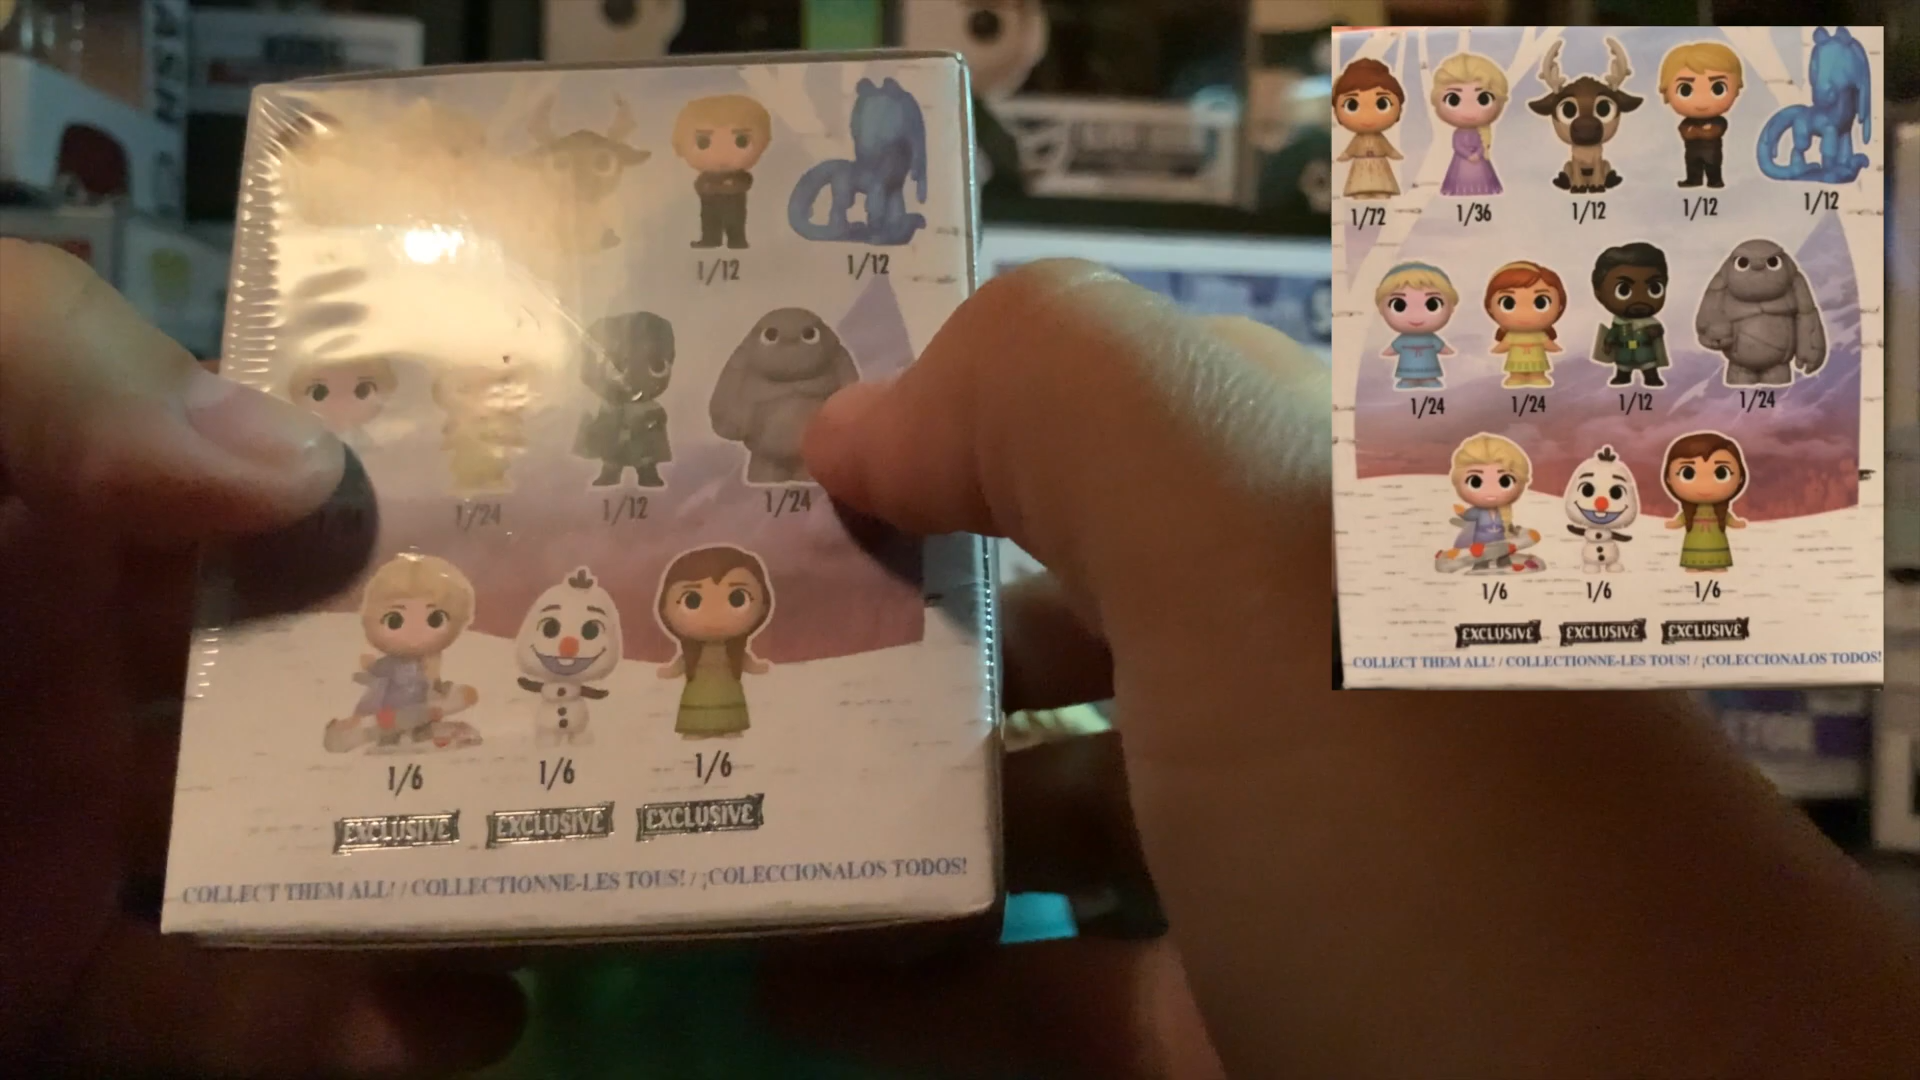 1/12 1/12
1/24 1/12 1/24
1/6 1/6 1/6
EXCLUSIVE EXCLUSIVE EXCLUSIVE
COLLECT THEM ALL! / COLLECTIONNE-LES TOUS! / ¡COLECCIONALOS TODOS!
1/72 1/36 1/12 1/12 1/12
1/24 1/24 1/12 1/24
1/6 1/6 1/6
EXCLUSIVE EXCLUSIVE EXCLUSIVE
COLLECT THEM ALL! / COLLECTIONNE-LES TOUS! / ¡COLECCIONALOS TODOS!